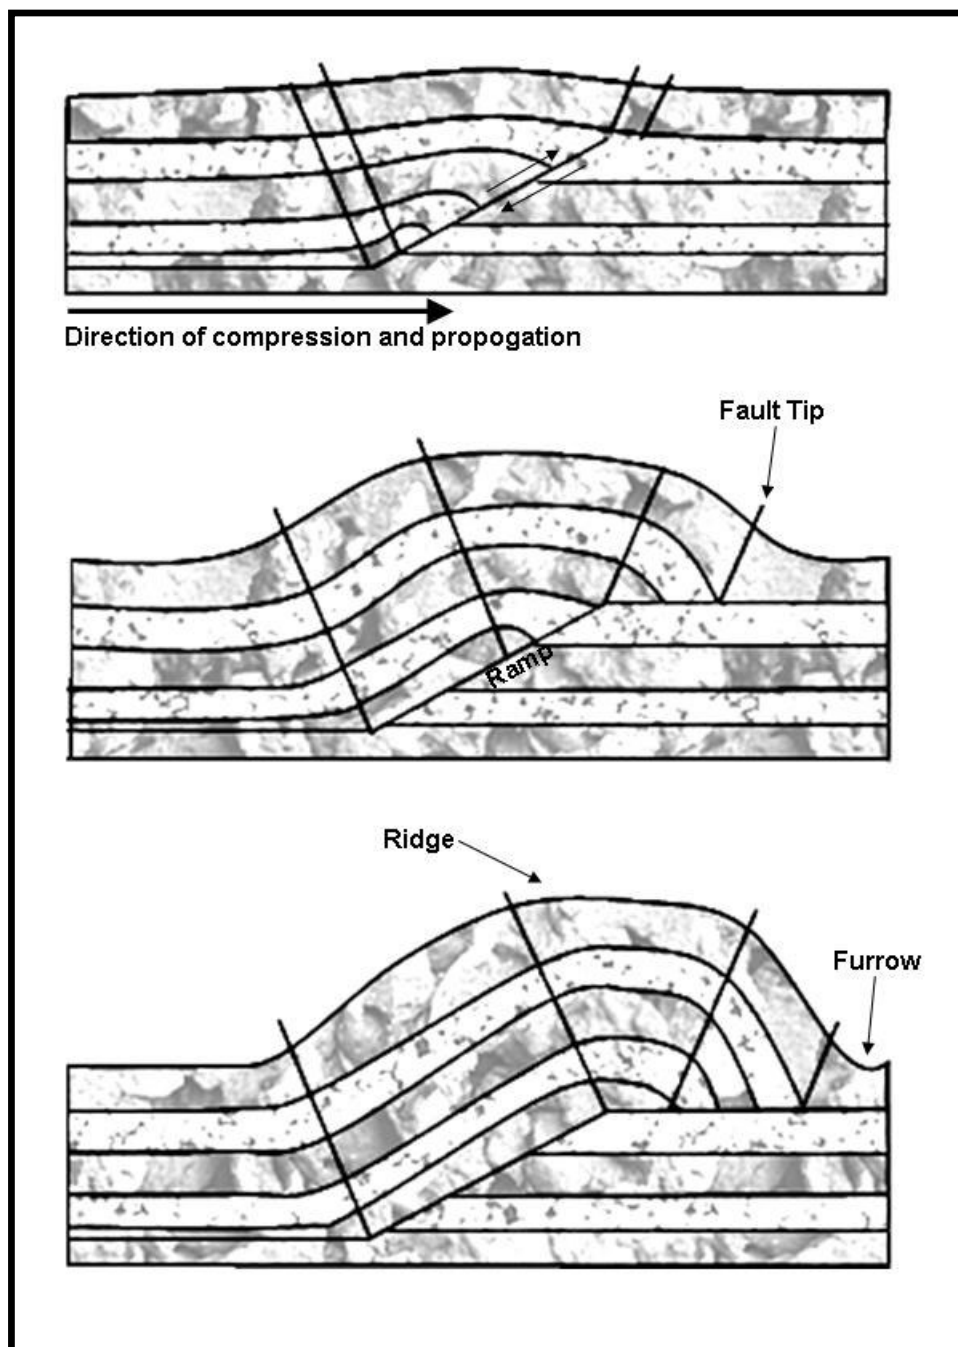 Direction of compression and propogation
Fault Tip
Ramp
Ridge
Furrow